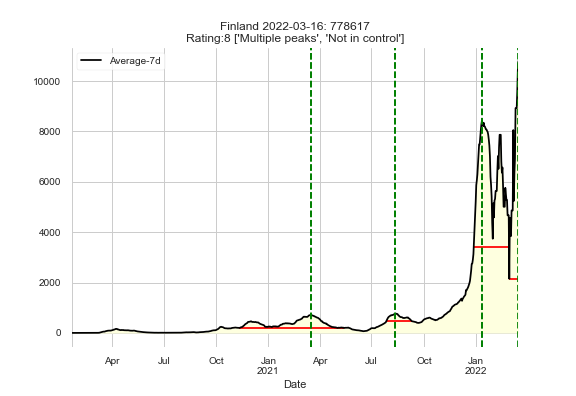 Finland 2022-03-16: 778617
Rating:8 ['Multiple peaks', 'Not in control']
Average-7d
10000
8000
6000
4000
2000
0
Apr Jul Oct Jan Apr Jul Oct Jan
2021 2022
Date